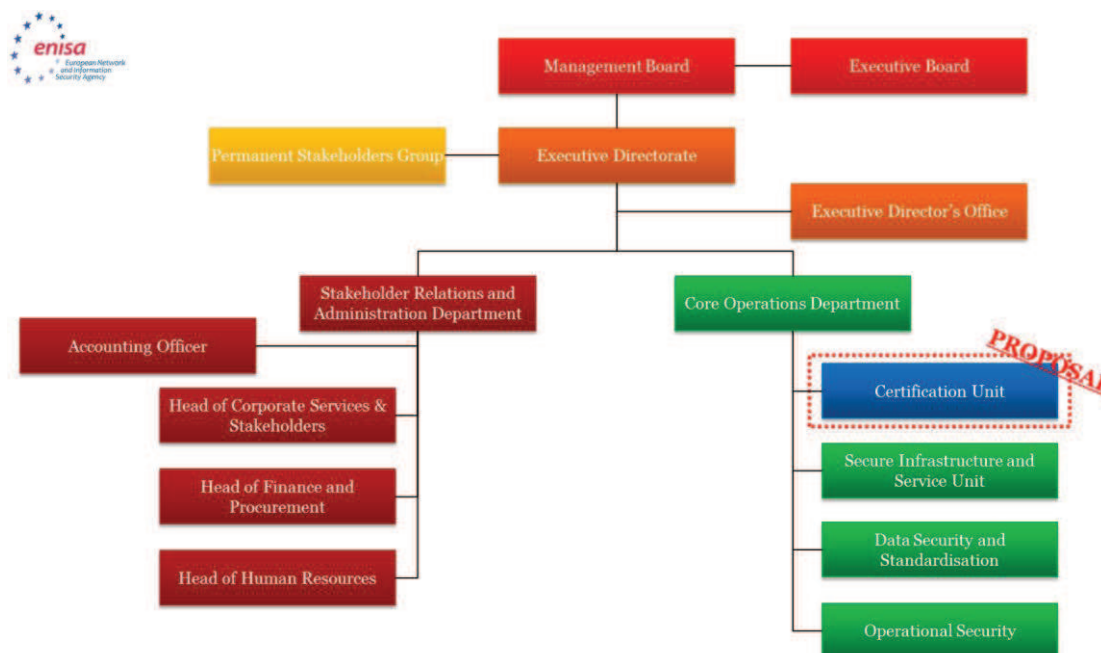 enisa
European Network
and Information
Security Agency
Management Board
Executive Board
Permanent Stakeholders Group
Executive Directorate
Executive Director's Office
Stakeholder Relations and
Administration Department
Core Operations Department
Accounting Officer
PROPOSAL
Certification Unit
Head of Corporate Services &
Stakeholders
Secure Infrastructure and
Service Unit
Head of Finance and
Procurement
Data Security and
Standardisation
Head of Human Resources
Operational Security